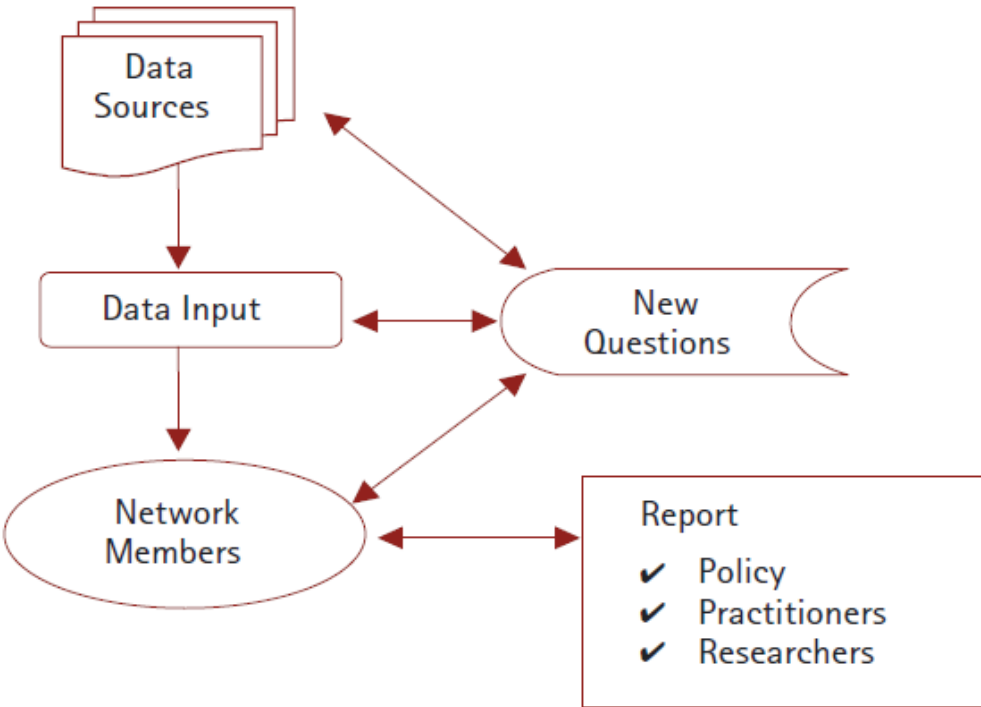 Data
Sources
Data Input
New
Questions
Network
Members
Report
✔ Policy
✔ Practitioners
✔ Researchers